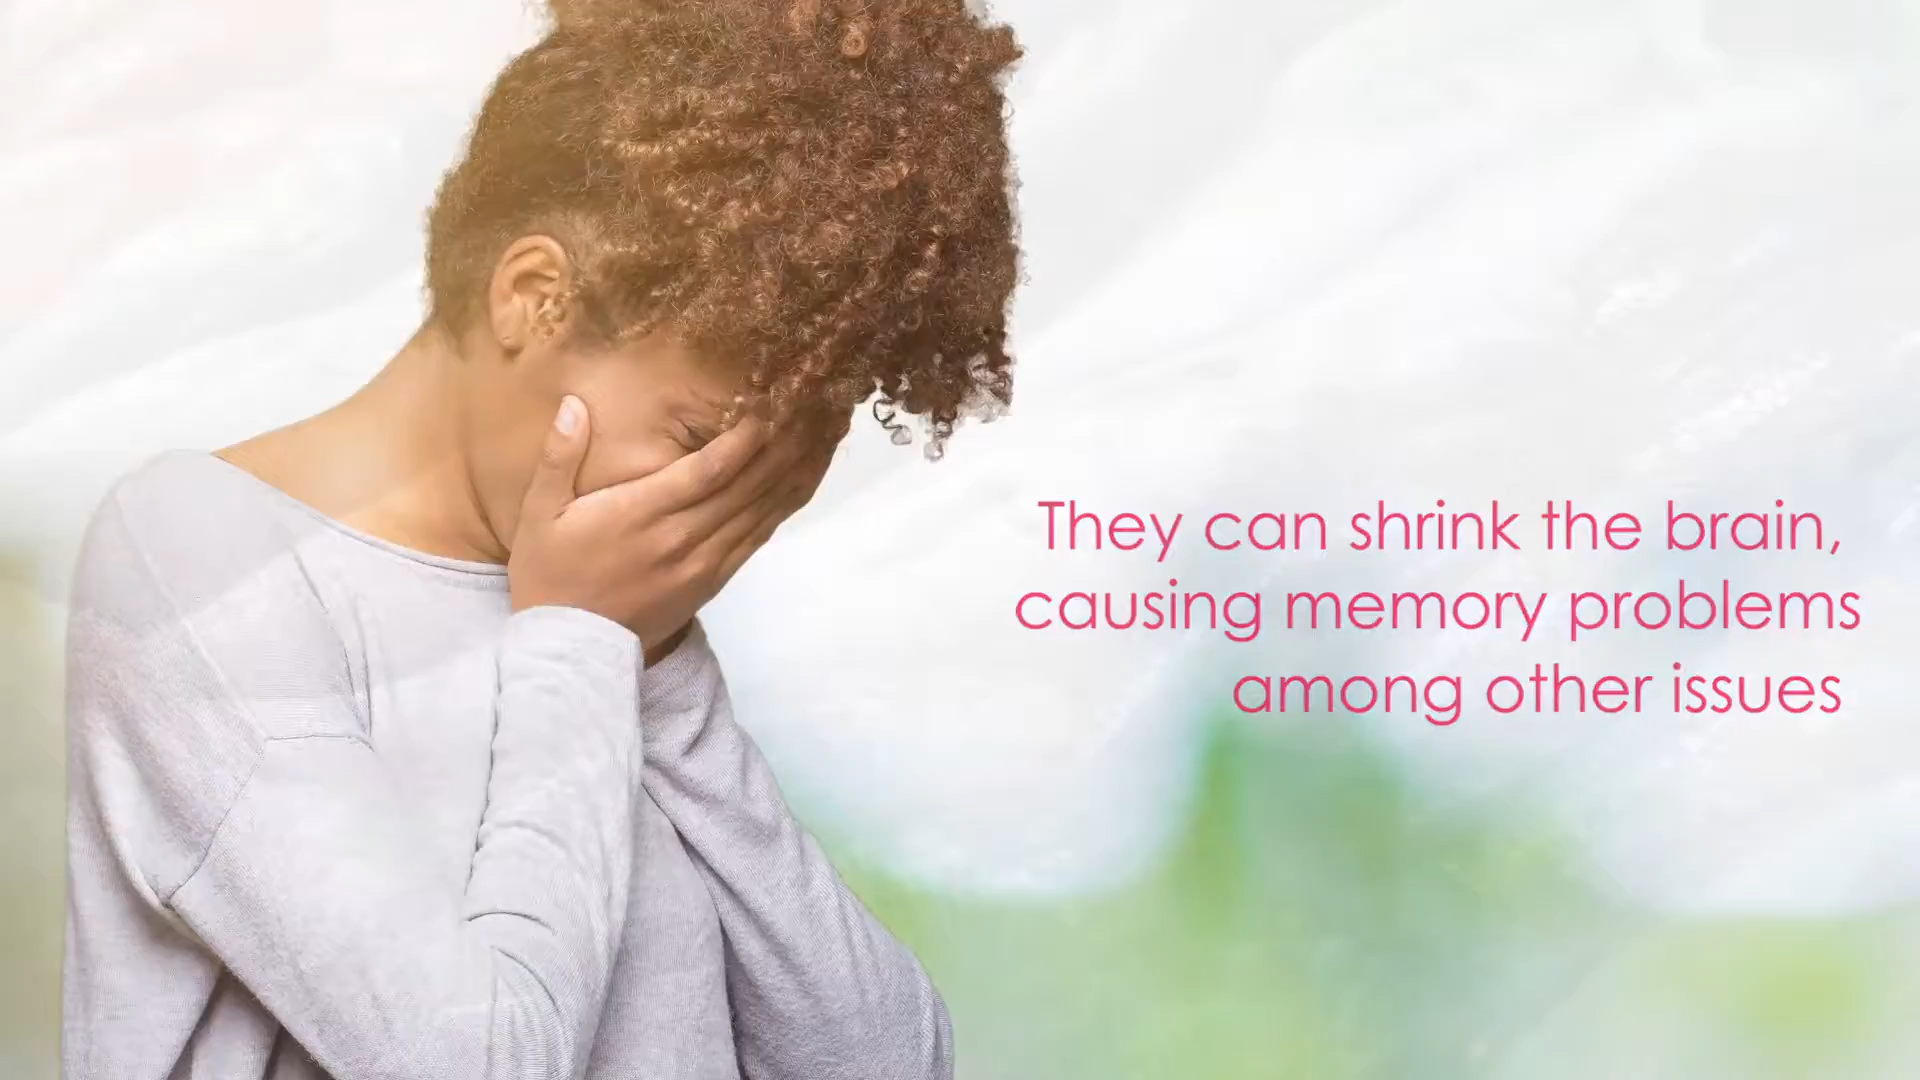 They can shrink the brain,
causing memory problems
among other issues